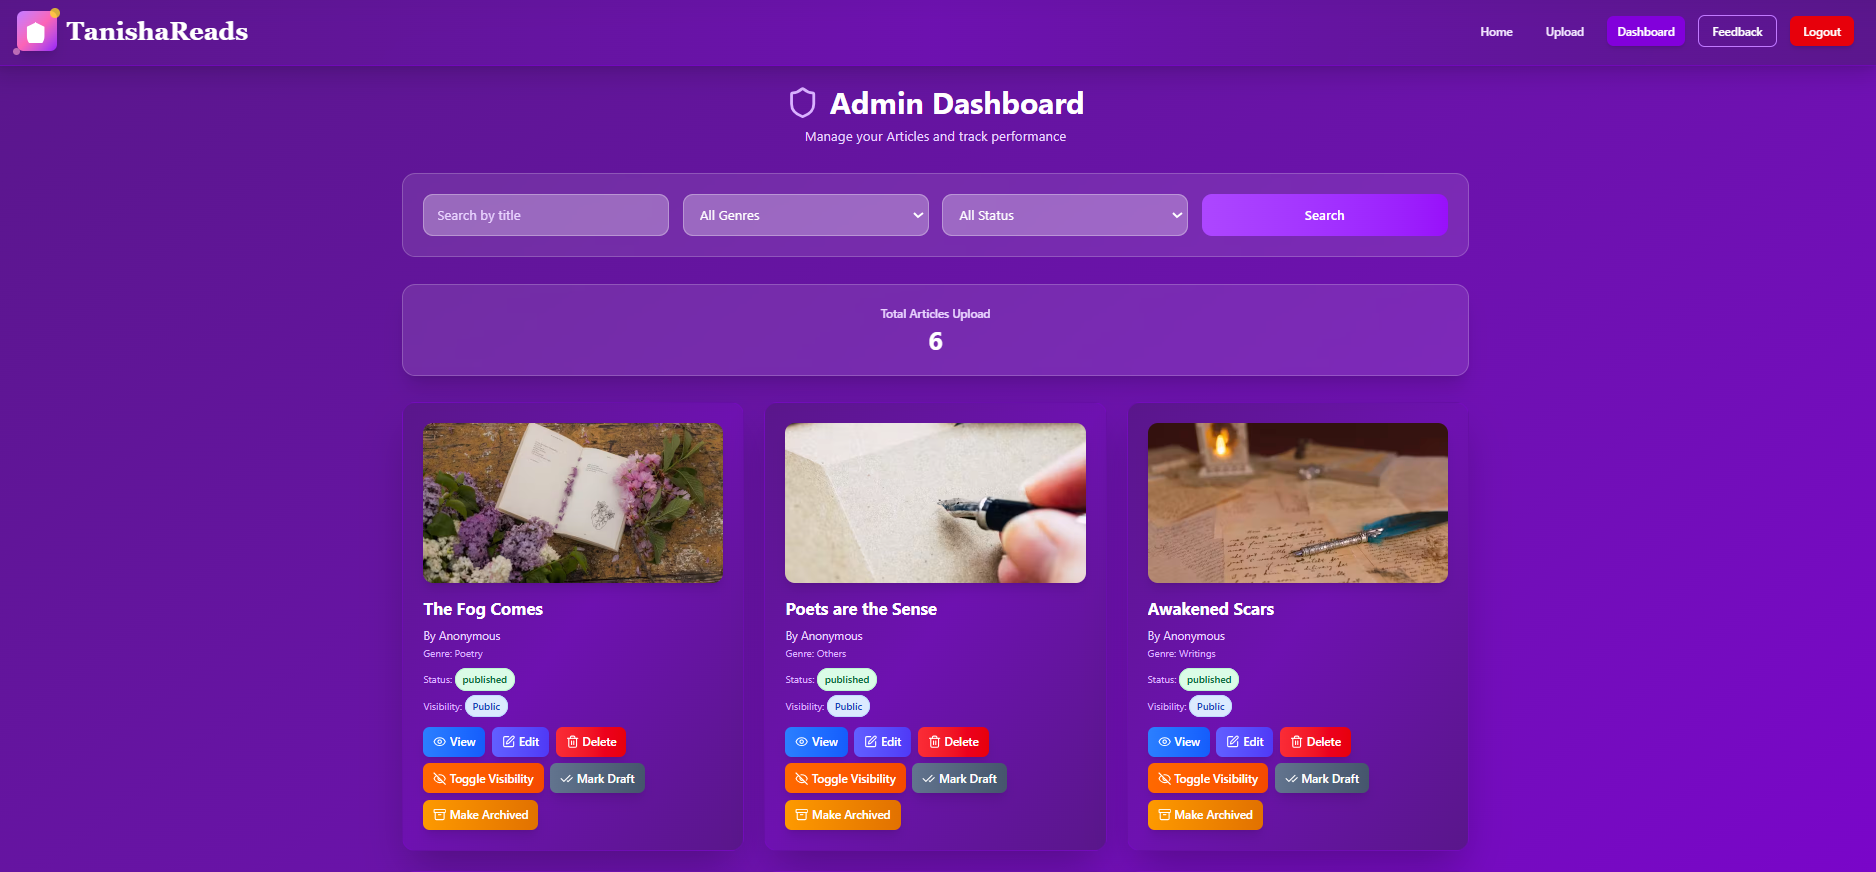 TanishaReads
Home Upload Dashboard Feedback Logout
Admin Dashboard
Manage your Articles and track performance
Search by title All Genres All Status Search
Total Articles Upload
6
The Fog Comes
By Anonymous
Genre: Poetry
Status: published
Visibility: Public
View Edit Delete
Toggle Visibility Mark Draft
Make Archived
Poets are the Sense
By Anonymous
Genre: Others
Status: published
Visibility: Public
View Edit Delete
Toggle Visibility Mark Draft
Make Archived
Awakened Scars
By Anonymous
Genre: Writings
Status: published
Visibility: Public
View Edit Delete
Toggle Visibility Mark Draft
Make Archived